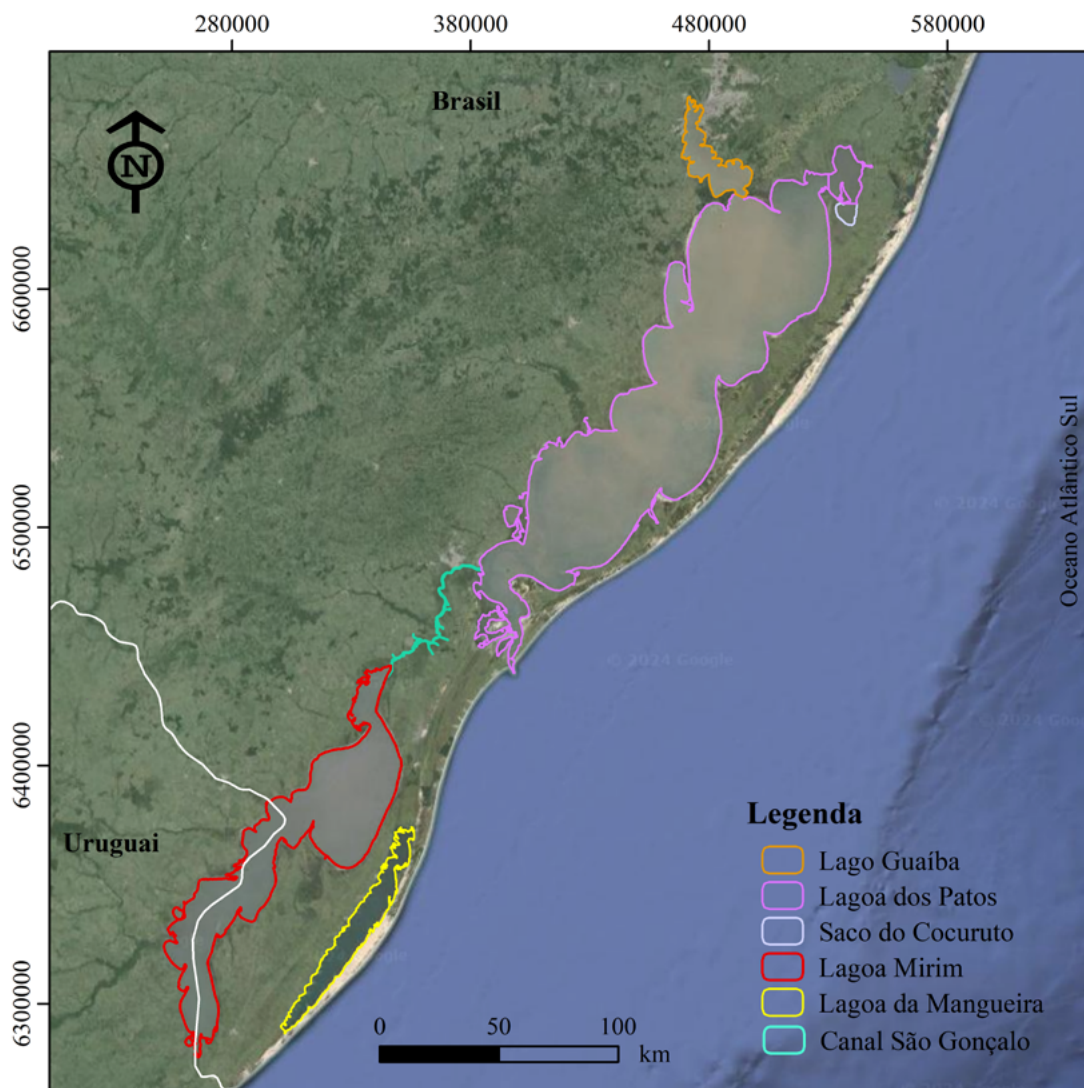 280000 380000 480000 580000
Brasil
N
6600000
6500000
6400000
6300000
Oceano Atlântico Sul
© 2024 Google
© 2024 Google
Uruguai
Legenda
Lago Guaíba
Lagoa dos Patos
Saco do Cocuruto
Lagoa Mirim
Lagoa da Mangueira
Canal São Gonçalo
0 50 100
km